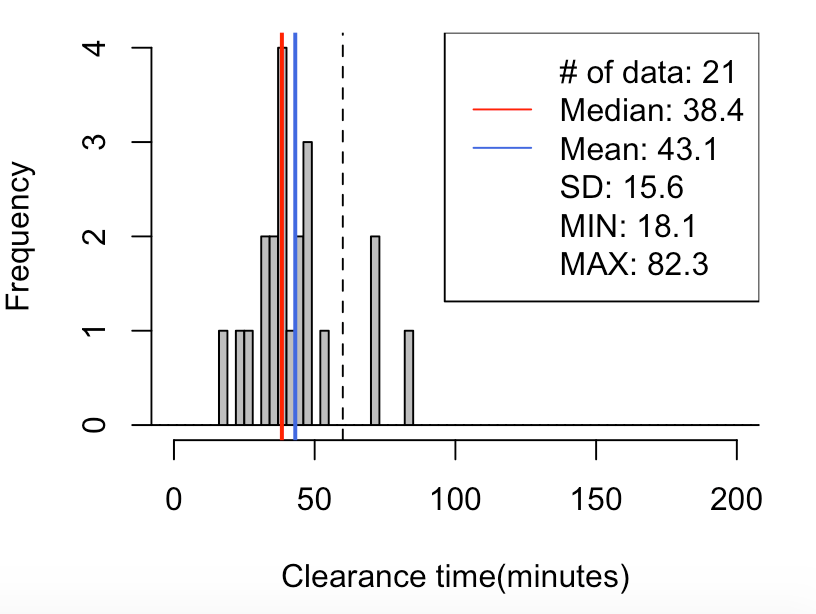 Frequency
4
3
2
1
0
# of data: 21
Median: 38.4
Mean: 43.1
SD: 15.6
MIN: 18.1
MAX: 82.3
0 50 100 150 200
Clearance time(minutes)